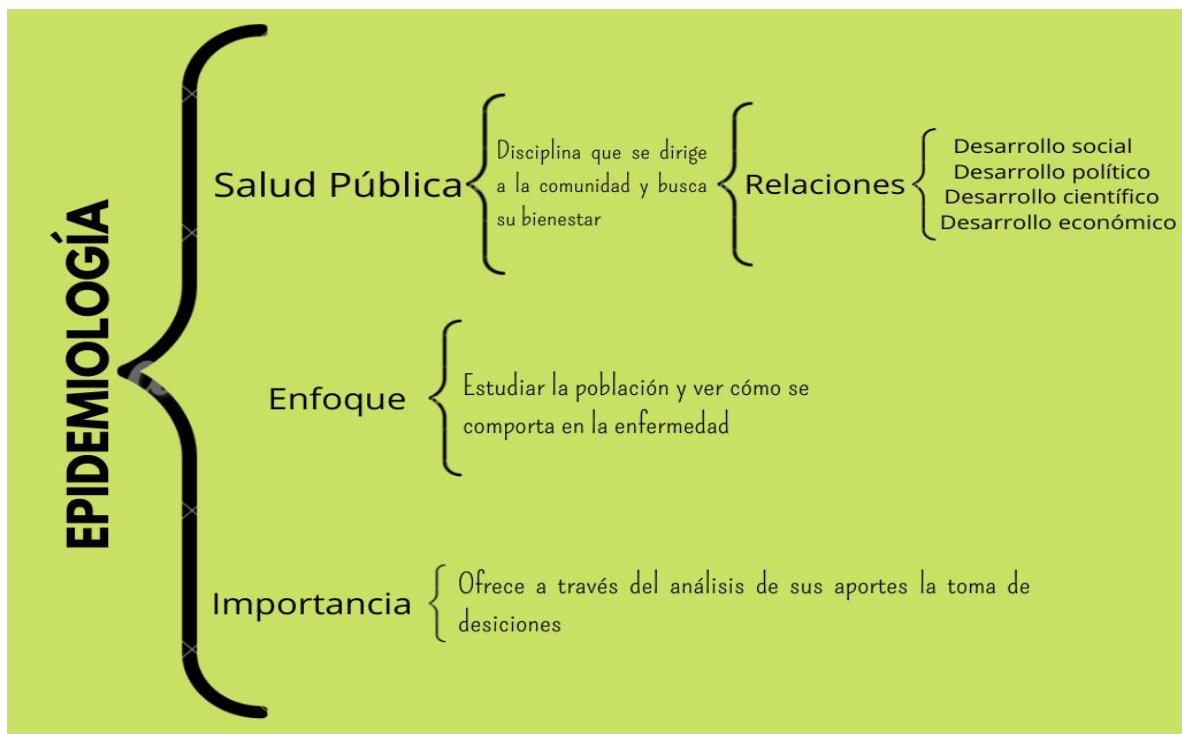 EPIDEMIOLOGÍA
Salud Pública
Disciplina que se dirige
a la comunidad y busca
su bienestar
Relaciones
Desarrollo social
Desarrollo político
Desarrollo científico
Desarrollo económico
Enfoque
Estudiar la población y ver cómo se
comporta en la enfermedad
Importancia
Ofrece a través del análisis de sus aportes la toma de
desiciones